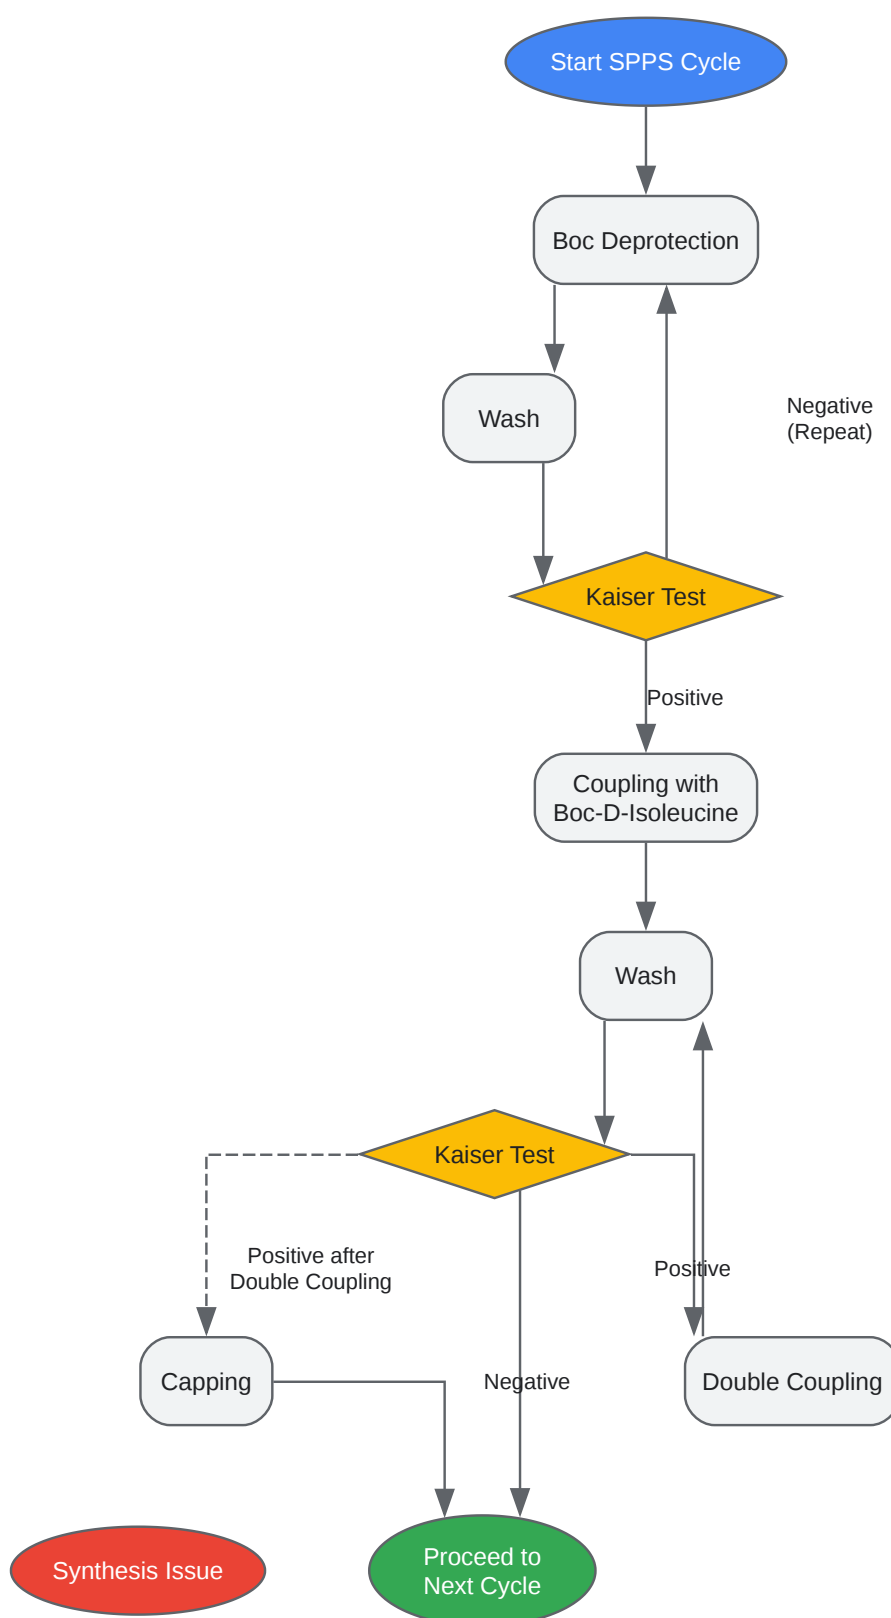 Start SPPS Cycle
Boc Deprotection
Wash
Negative
(Repeat)
Kaiser Test
Positive
Coupling with
Boc-D-Isoleucine
Wash
Kaiser Test
Positive after
Double Coupling
Positive
Capping
Negative
Double Coupling
Synthesis Issue
Proceed to
Next Cycle